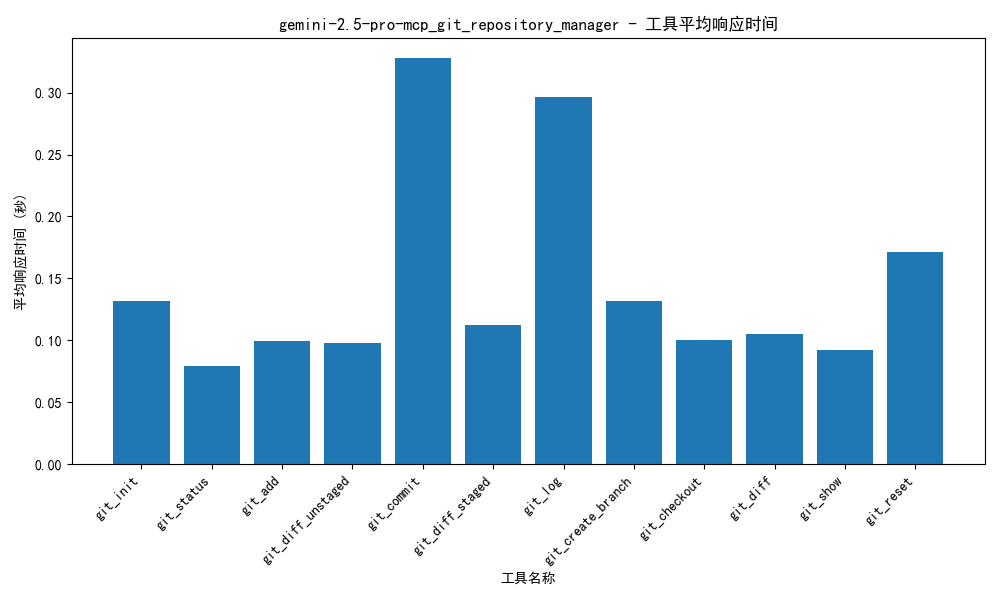 gemini-2.5-pro-mcp_git_repository_manager - 工具平均响应时间
平均响应时间 (秒)
0.30
0.25
0.20
0.15
0.10
0.05
0.00
git_init
git_status
git_add
git_diff_unstaged
git_commit
git_diff_staged
git_log
git_create_branch
git_checkout
git_diff
git_show
git_reset
工具名称